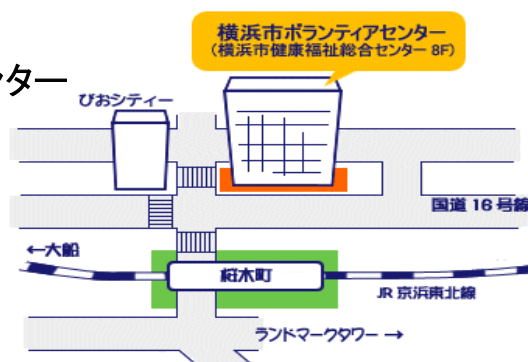 横浜市ボランティアセンター
（横浜市健康福祉総合センター 8F）
ンター
ぴおシティー
国道 16 号線
←大船
桜木町
JR 京浜東北線
ランドマークタワー →